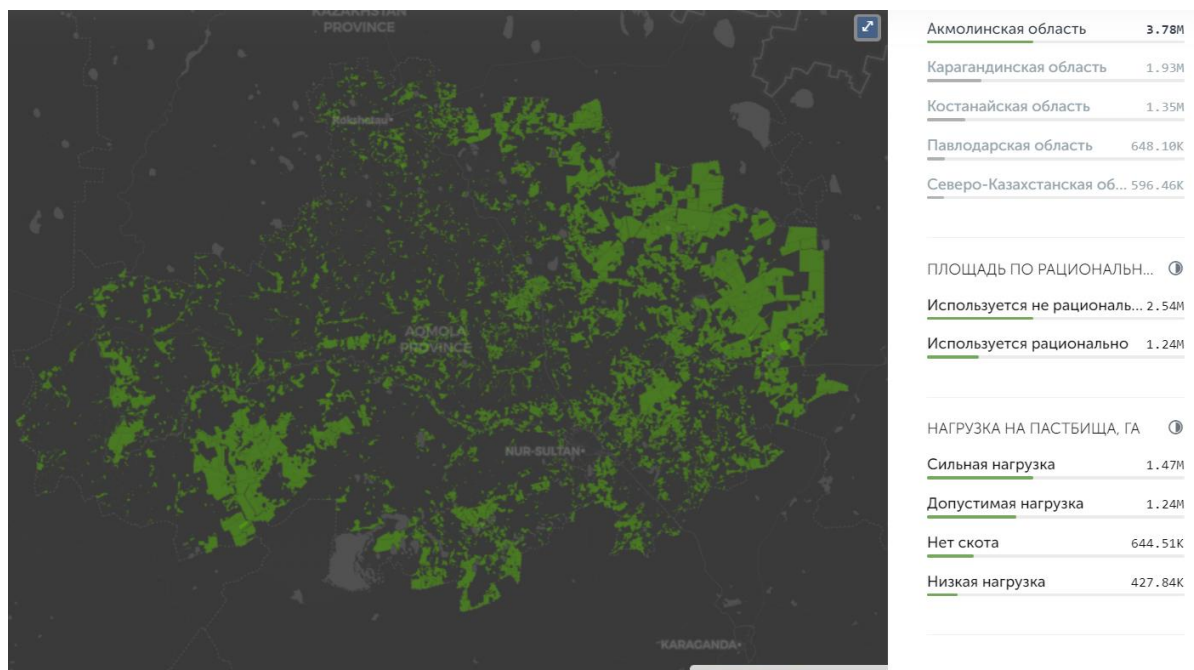 KAZAKHSTAN
PROVINCE
Kokshetau
AQMOLA
PROVINCE
NUR-SULTAN
KARAGANDA
Акмолинская область 3.78M
Карагандинская область 1.93M
Костанайская область 1.35M
Павлодарская область 648.10K
Северо-Казахстанская об... 596.46K
ПЛОЩАДЬ ПО РАЦИОНАЛЬН...
Используется не рациональ... 2.54M
Используется рационально 1.24M
НАГРУЗКА НА ПАСТБИЩА, ГА
Сильная нагрузка 1.47M
Допустимая нагрузка 1.24M
Нет скота 644.51K
Низкая нагрузка 427.84K